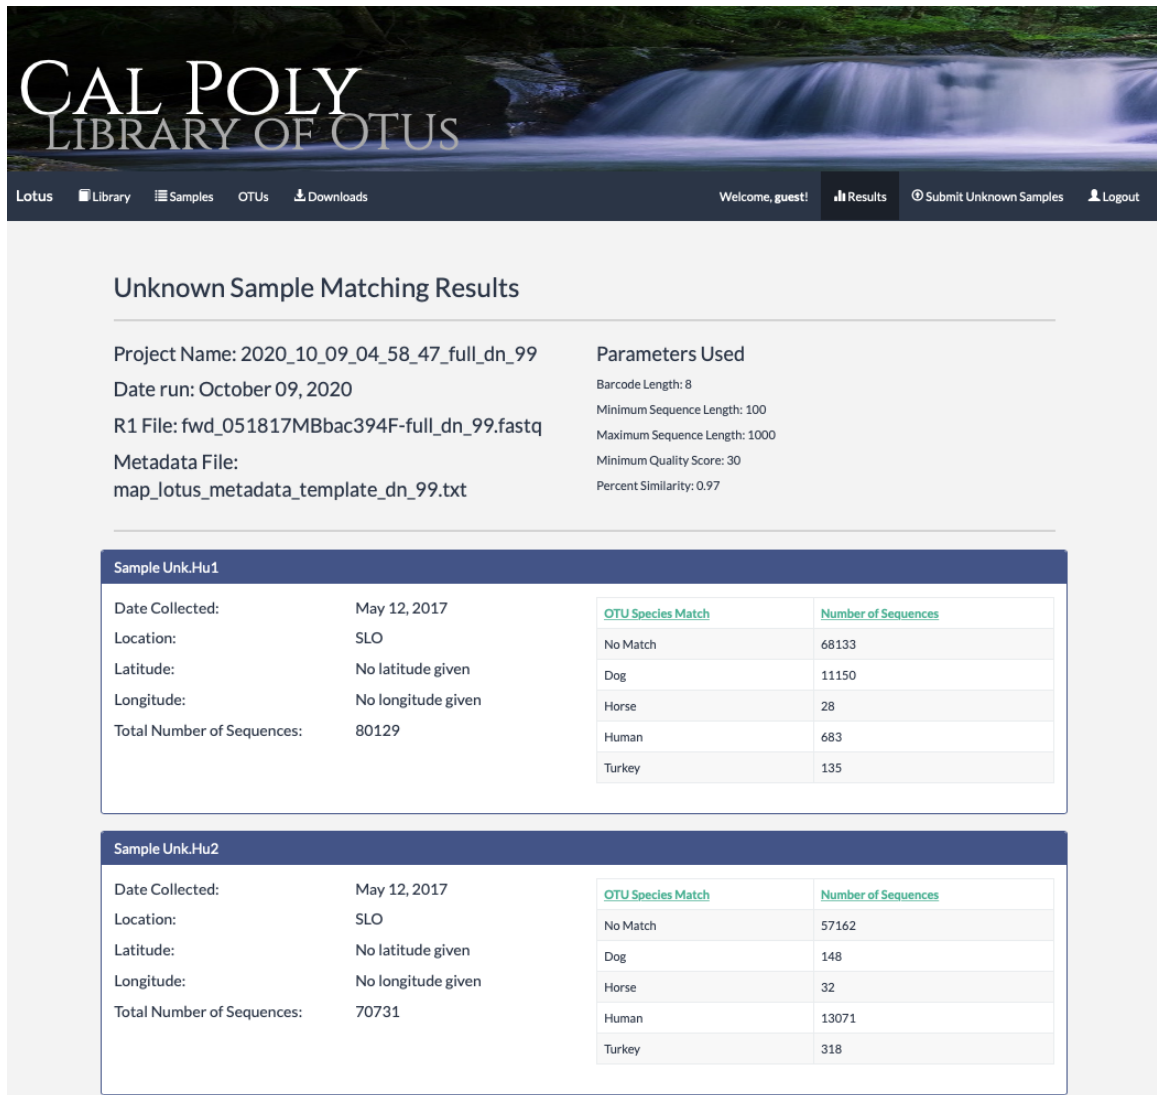 CAL POLY
LIBRARY OF OTUS
Lotus Library Samples OTUs Downloads Welcome, guest! Results Submit Unknown Samples Logout
Unknown Sample Matching Results
Project Name: 2020_10_09_04_58_47_full_dn_99
Date run: October 09, 2020
R1 File: fwd_051817MBbac394F-full_dn_99.fastq
Metadata File:
map_lotus_metadata_template_dn_99.txt
Parameters Used
Barcode Length: 8
Minimum Sequence Length: 100
Maximum Sequence Length: 1000
Minimum Quality Score: 30
Percent Similarity: 0.97
Sample Unk.Hu1
Date Collected: May 12, 2017
Location: SLO
Latitude: No latitude given
Longitude: No longitude given
Total Number of Sequences: 80129
OTU Species Match Number of Sequences
No Match 68133
Dog 11150
Horse 28
Human 683
Turkey 135
Sample Unk.Hu2
Date Collected: May 12, 2017
Location: SLO
Latitude: No latitude given
Longitude: No longitude given
Total Number of Sequences: 70731
OTU Species Match Number of Sequences
No Match 57162
Dog 148
Horse 32
Human 13071
Turkey 318